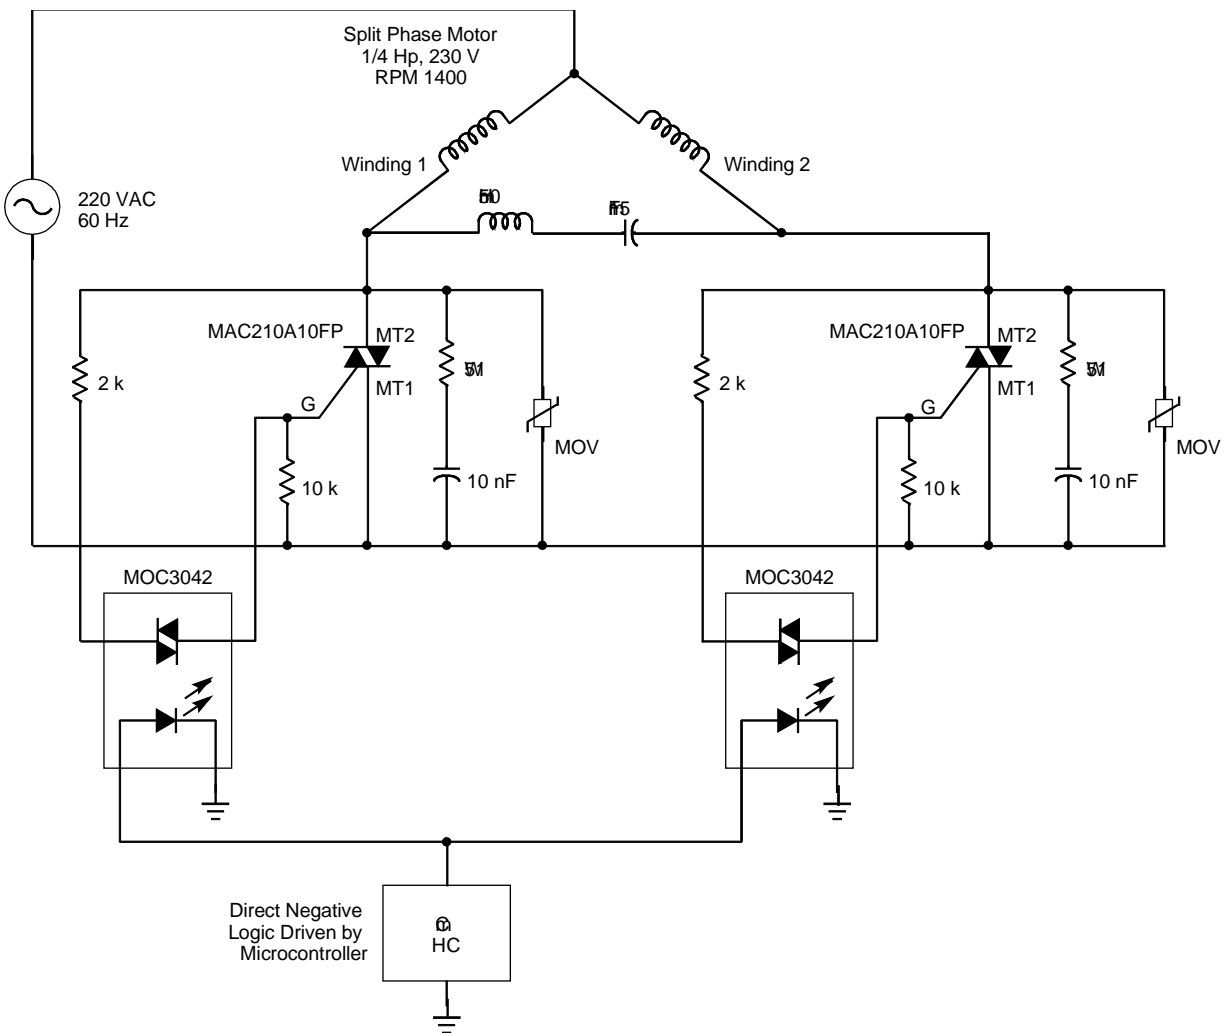 Split Phase Motor
1/4 Hp, 230 V
RPM 1400
Winding 1
Winding 2
220 VAC
60 Hz
MAC210A10FP
MT2
MT1
G
2 k
10 k
10 nF
MOV
MAC210A10FP
MT2
MT1
G
2 k
10 k
10 nF
MOV
MOC3042
MOC3042
Direct Negative
Logic Driven by
Microcontroller
HC